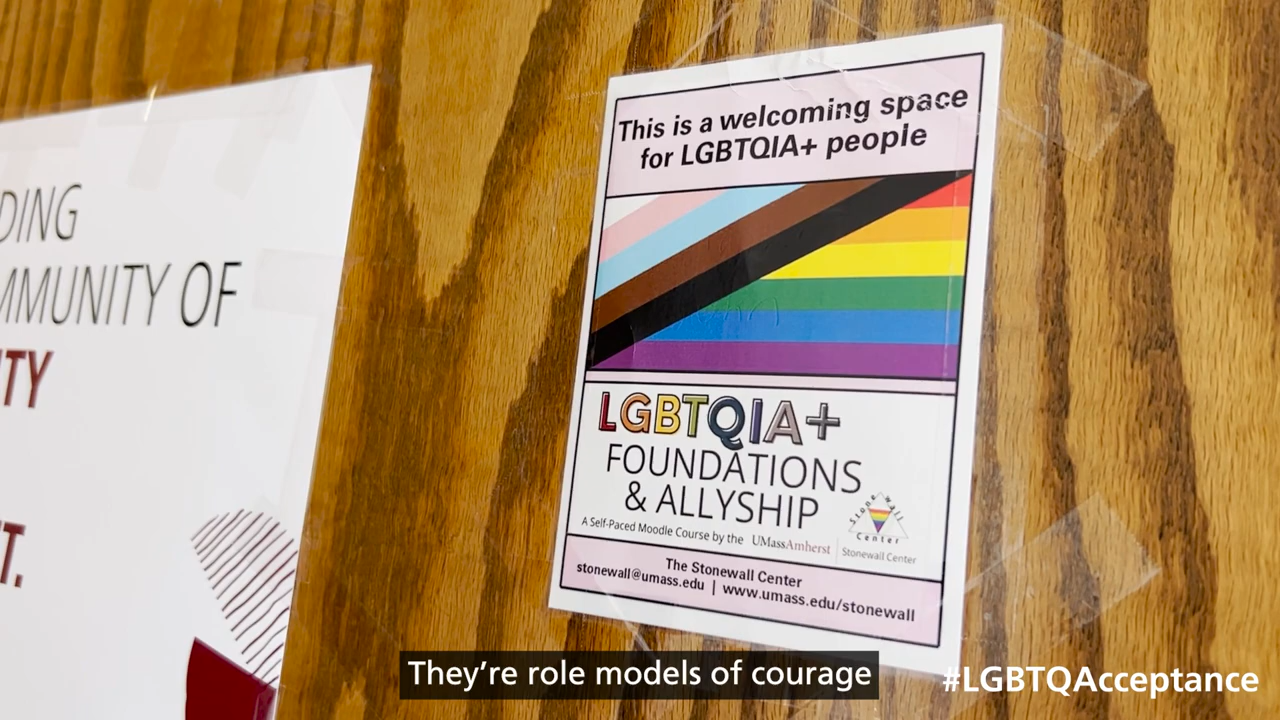 DING
MMUNITY OF
ITY
T.
This is a welcoming space
for LGBTQIA+ people
LGBTQIA+
FOUNDATIONS
& ALLYSHIP
A Self-Paced Moodle Course by the UMassAmherst
Stonewall
Center
Stonewall Center
The Stonewall Center
stonewall@umass.edu | www.umass.edu/stonewall
They're role models of courage
#LGBTQAcceptance